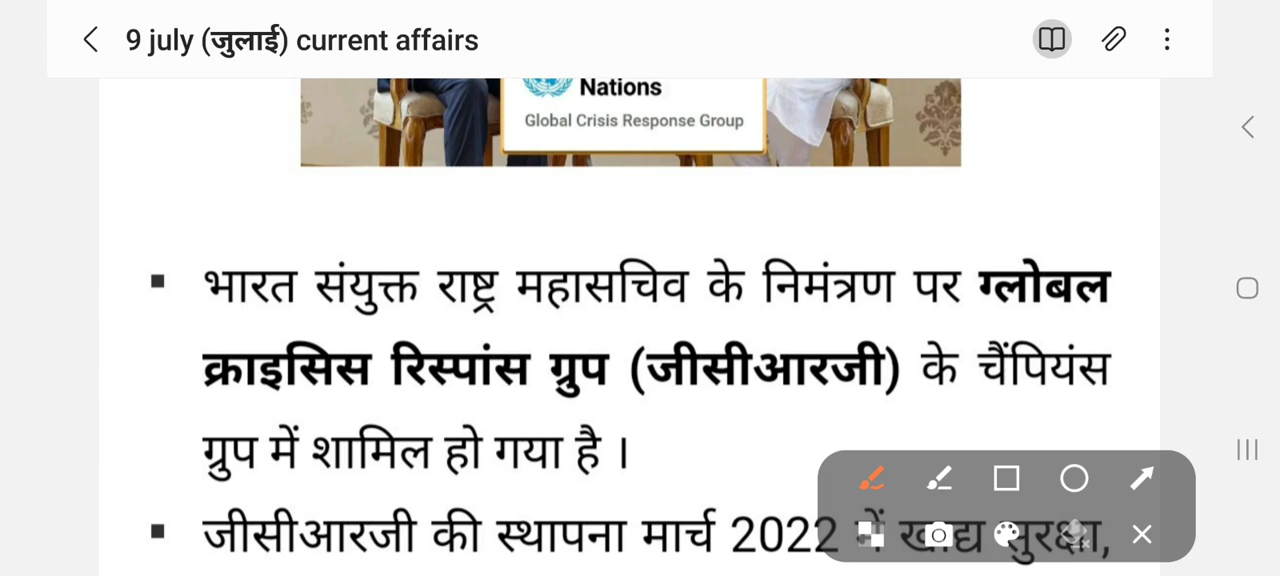 9 july (जुलाई) current affairs
Nations
Global Crisis Response Group
▪ भारत संयुक्त राष्ट्र महासचिव के निमंत्रण पर ग्लोबल
क्राइसिस रिस्पांस ग्रुप (जीसीआरजी) के चैंपियंस
ग्रुप में शामिल हो गया है ।
▪ जीसीआरजी की स्थापना मार्च 2022 में खाद्य सुरक्षा,